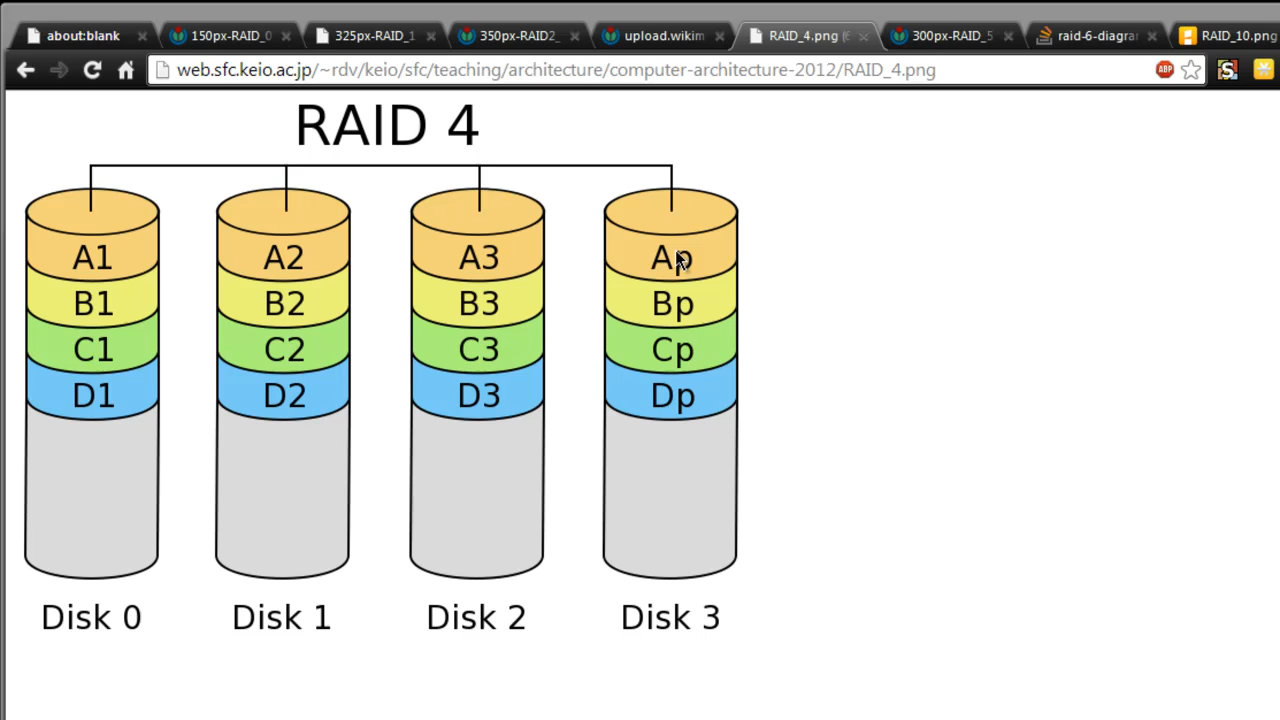 about:blank 150px-RAID_0 325px-RAID_1 350px-RAID2_ upload.wikim RAID_4.png (6 300px-RAID_5 raid-6-diagrar RAID_10.png
web.sfc.keio.ac.jp/~rdv/keio/sfc/teaching/architecture/computer-architecture-2012/RAID_4.png ABP S
RAID 4
A1 A2 A3 Ap
B1 B2 B3 Bp
C1 C2 C3 Cp
D1 D2 D3 Dp
Disk 0 Disk 1 Disk 2 Disk 3